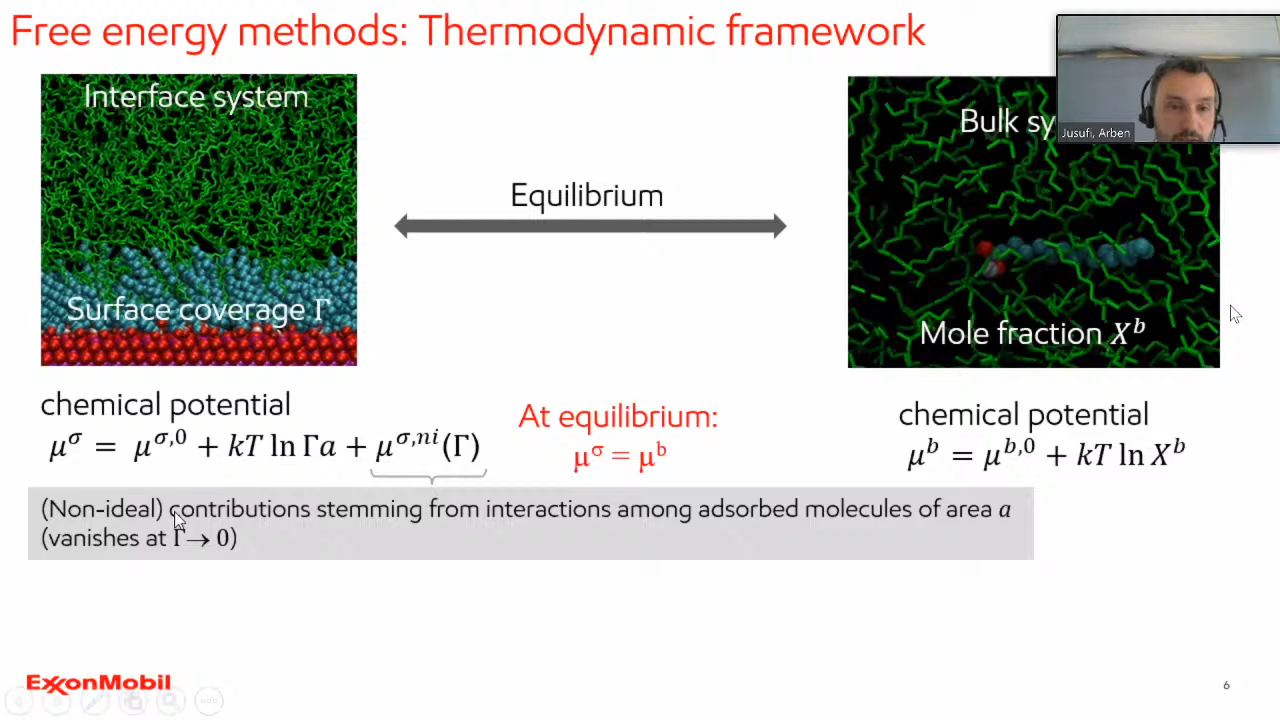 Free energy methods: Thermodynamic framework
Interface system
Bulk sy
Jusufi, Arben
Equilibrium
Surface coverage Γ
Mole fraction X^b
chemical potential
μ^σ = μ^{σ,0} + kT ln Γa + μ^{σ,ni}(Γ)
At equilibrium:
μ^σ = μ^b
chemical potential
μ^b = μ^{b,0} + kT ln X^b
(Non-ideal) contributions stemming from interactions among adsorbed molecules of area a
(vanishes at Γ→ 0)
ExxonMobil
6